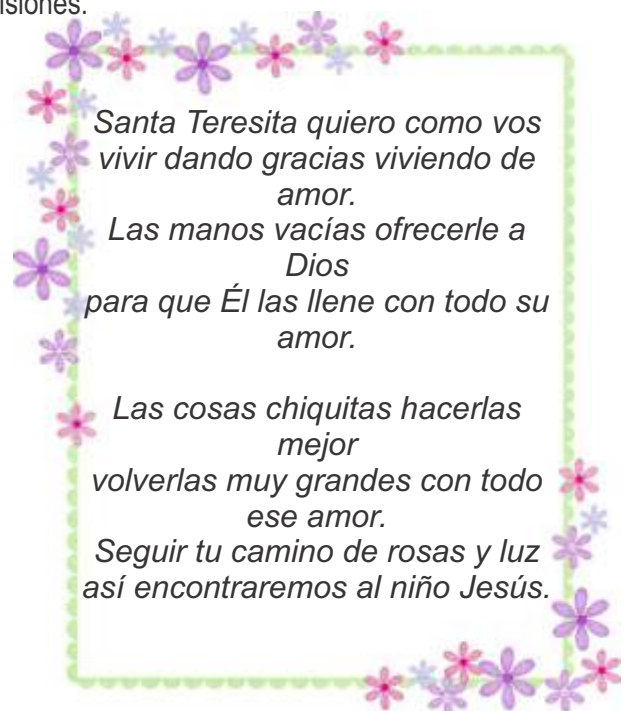 isiones.
Santa Teresita quiero como vos
vivir dando gracias viviendo de
amor.
Las manos vacías ofrecerle a
Dios
para que Él las llene con todo su
amor.
Las cosas chiquitas hacerlas
mejor
volverlas muy grandes con todo
ese amor.
Seguir tu camino de rosas y luz
así encontraremos al niño Jesús.